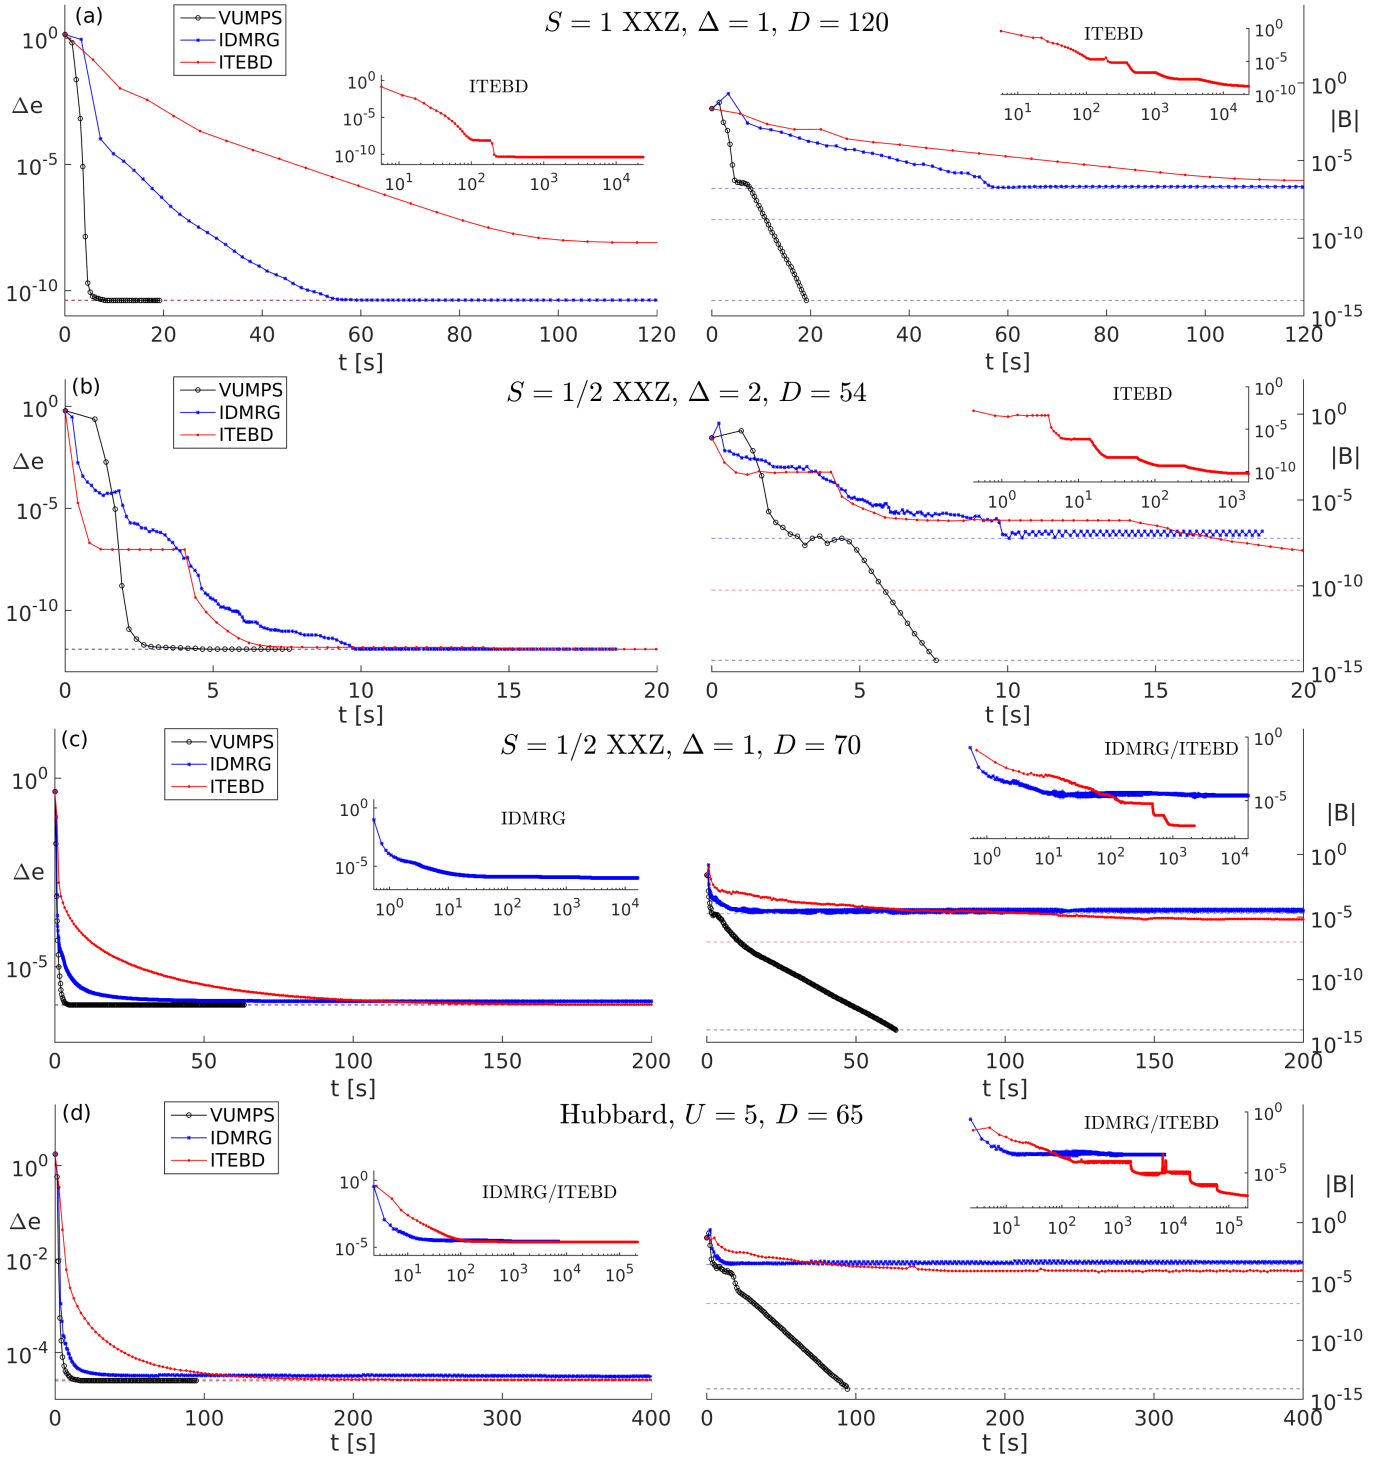 (a)
S = 1 XXZ, Δ = 1, D = 120
VUMPS
IDMRG
ITEBD
Δe
10^0
10^-5
10^-10
0 20 40 60 80 100 120
t [s]
ITEBD
10^0
10^-5
10^-10
10^1 10^2 10^3 10^4
ITEBD
10^0
10^-5
10^-10
10^1 10^2 10^3 10^4
|B|
10^0
10^-5
10^-10
10^-15
0 20 40 60 80 100 120
t [s]
(b)
S = 1/2 XXZ, Δ = 2, D = 54
VUMPS
IDMRG
ITEBD
Δe
10^0
10^-5
10^-10
0 5 10 15 20
t [s]
ITEBD
10^0
10^-5
10^-10
10^0 10^1 10^2 10^3
|B|
10^0
10^-5
10^-10
10^-15
0 5 10 15 20
t [s]
(c)
S = 1/2 XXZ, Δ = 1, D = 70
VUMPS
IDMRG
ITEBD
Δe
10^0
10^-5
0 50 100 150 200
t [s]
IDMRG
10^0
10^-5
10^0 10^1 10^2 10^3 10^4
IDMRG/ITEBD
10^0
10^-5
10^0 10^1 10^2 10^3 10^4
|B|
10^0
10^-5
10^-10
10^-15
0 50 100 150 200
t [s]
(d)
Hubbard, U = 5, D = 65
VUMPS
IDMRG
ITEBD
Δe
10^0
10^-2
10^-4
0 100 200 300 400
t [s]
IDMRG/ITEBD
10^0
10^-5
10^1 10^2 10^3 10^4 10^5
IDMRG/ITEBD
10^0
10^-5
10^1 10^2 10^3 10^4 10^5
|B|
10^0
10^-5
10^-10
10^-15
0 100 200 300 400
t [s]